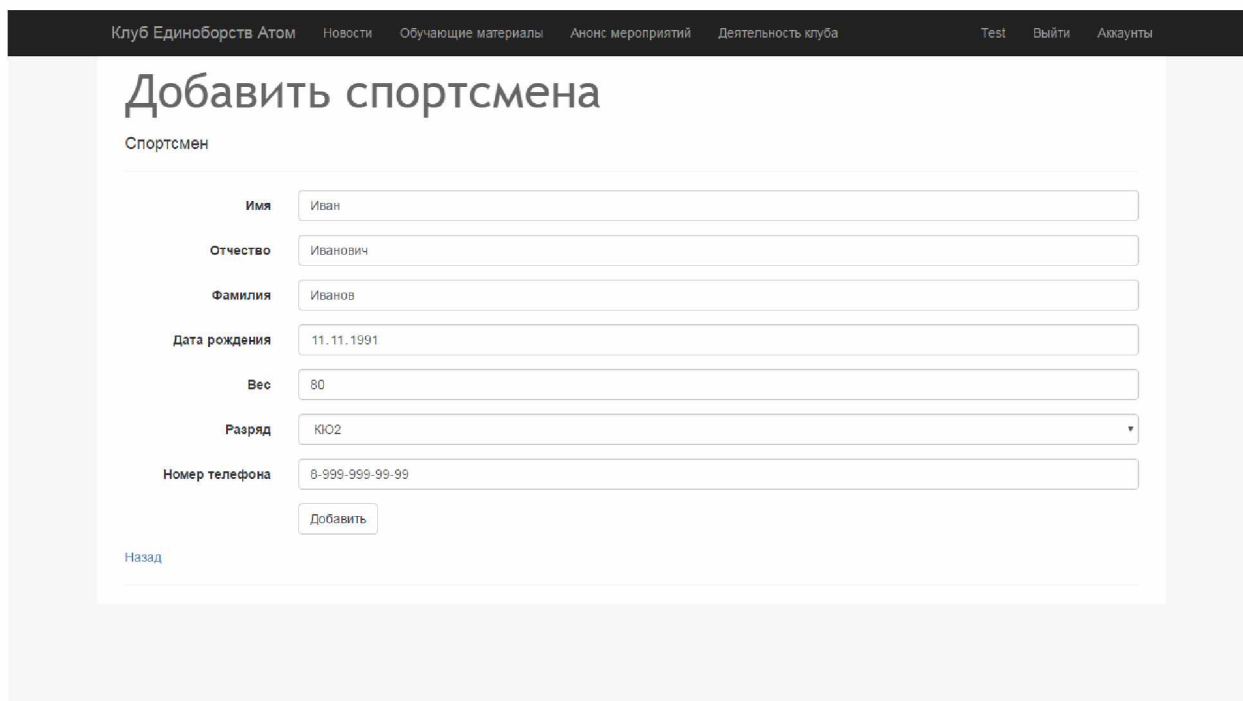 Клуб Единоборств Атом Новости Обучающие материалы Анонс мероприятий Деятельность клуба Test Выйти Аккаунты
Добавить спортсмена
Спортсмен
Имя Иван
Отчество Иванович
Фамилия Иванов
Дата рождения 11.11.1991
Вес 80
Разряд КЮ2
Номер телефона 8-999-999-99-99
Добавить
Назад